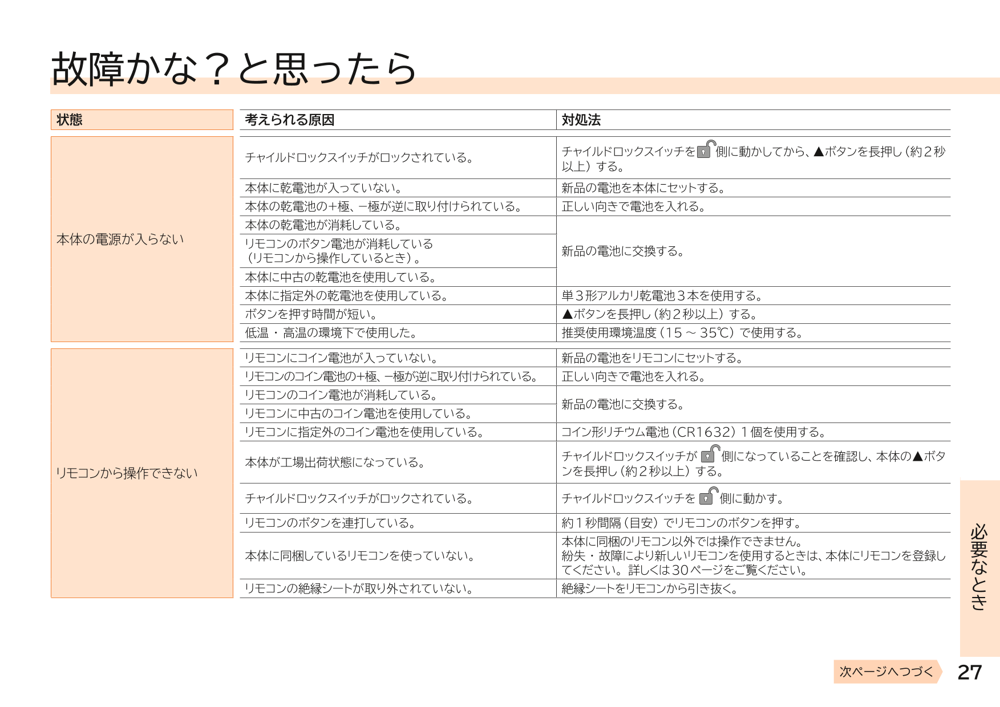 故障かな？と思ったら
状態
考えられる原因
対処法
本体の電源が入らない
チャイルドロックスイッチがロックされている。
チャイルドロックスイッチを側に動かしてから、▲ボタンを長押し（約２秒
以上）する。
本体に乾電池が入っていない。
新品の電池を本体にセットする。
本体の乾電池の＋極、－極が逆に取り付けられている。
正しい向きで電池を入れる。
本体の乾電池が消耗している。
リモコンのボタン電池が消耗している
（リモコンから操作しているとき）。
本体に中古の乾電池を使用している。
新品の電池に交換する。
本体に指定外の乾電池を使用している。
単３形アルカリ乾電池３本を使用する。
ボタンを押す時間が短い。
▲ボタンを長押し（約２秒以上）する。
低温・高温の環境下で使用した。
推奨使用環境温度（15～35℃）で使用する。
リモコンから操作できない
リモコンにコイン電池が入っていない。
新品の電池をリモコンにセットする。
リモコンのコイン電池の＋極、－極が逆に取り付けられている。
正しい向きで電池を入れる。
リモコンのコイン電池が消耗している。
リモコンに中古のコイン電池を使用している。
新品の電池に交換する。
リモコンに指定外のコイン電池を使用している。
コイン形リチウム電池（CR1632）1個を使用する。
本体が工場出荷状態になっている。
チャイルドロックスイッチが側になっていることを確認し、本体の▲ボタ
ンを長押し（約２秒以上）する。
チャイルドロックスイッチがロックされている。
チャイルドロックスイッチを側に動かす。
リモコンのボタンを連打している。
約１秒間隔（目安）でリモコンのボタンを押す。
本体に同梱しているリモコンを使っていない。
本体に同梱のリモコン以外では操作できません。
紛失・故障により新しいリモコンを使用するときは、本体にリモコンを登録し
てください。詳しくは30ページをご覧ください。
リモコンの絶縁シートが取り外されていない。
絶縁シートをリモコンから引き抜く。
必要なとき
次ページへつづく
27